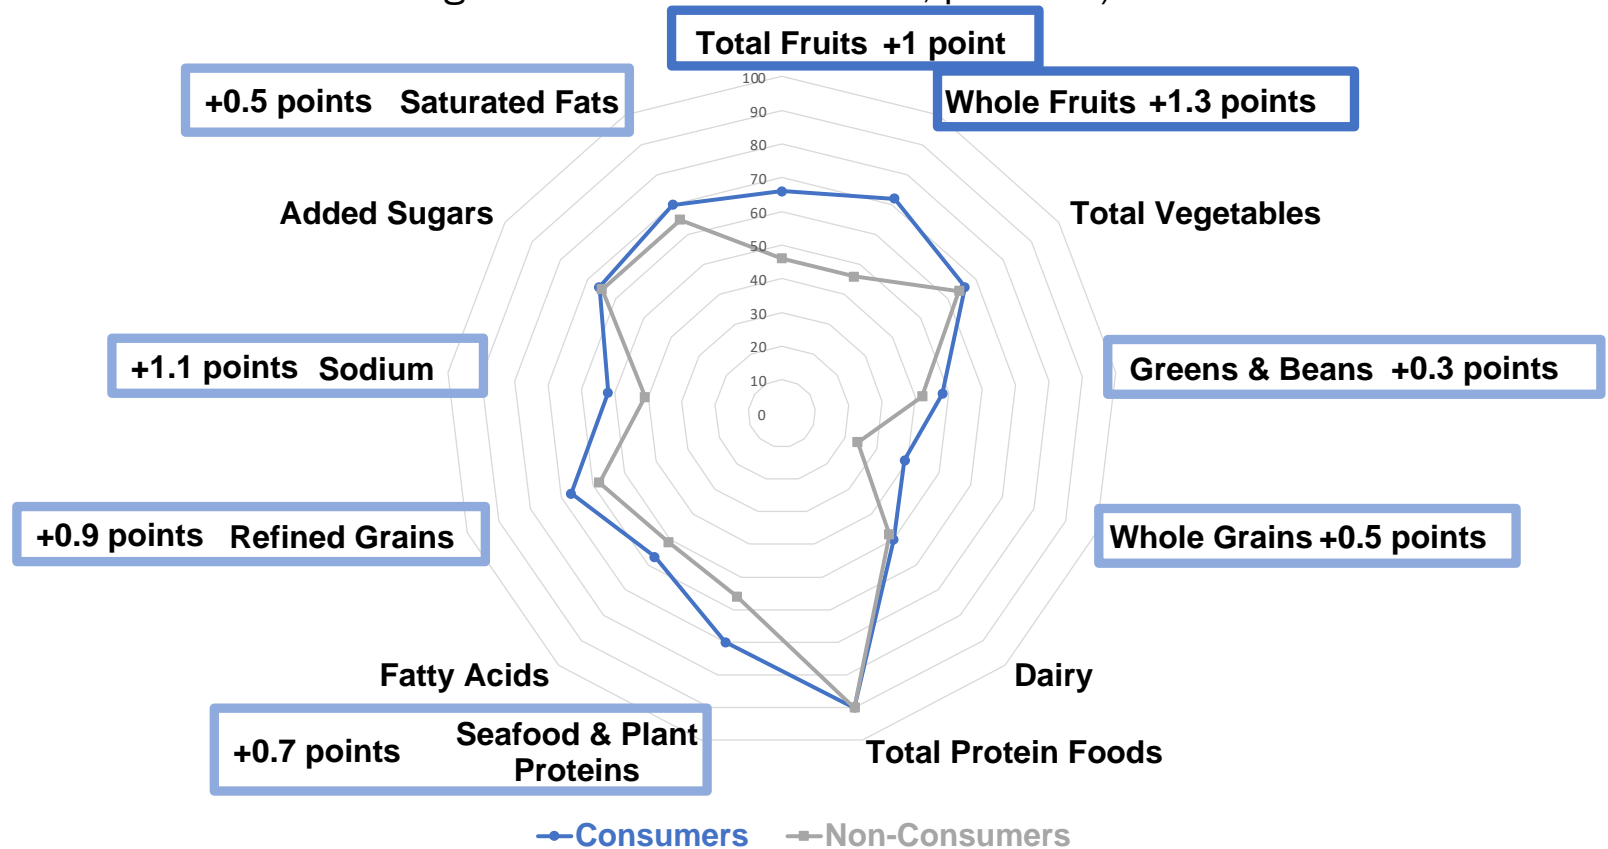 Total Fruits +1 point
+0.5 points Saturated Fats
Whole Fruits +1.3 points
100
90
80
70
60
50
40
30
20
10
0
Added Sugars
Total Vegetables
+1.1 points Sodium
Greens & Beans +0.3 points
+0.9 points Refined Grains
Whole Grains +0.5 points
Fatty Acids
Dairy
+0.7 points
Seafood & Plant
Proteins
Total Protein Foods
Consumers
Non-Consumers